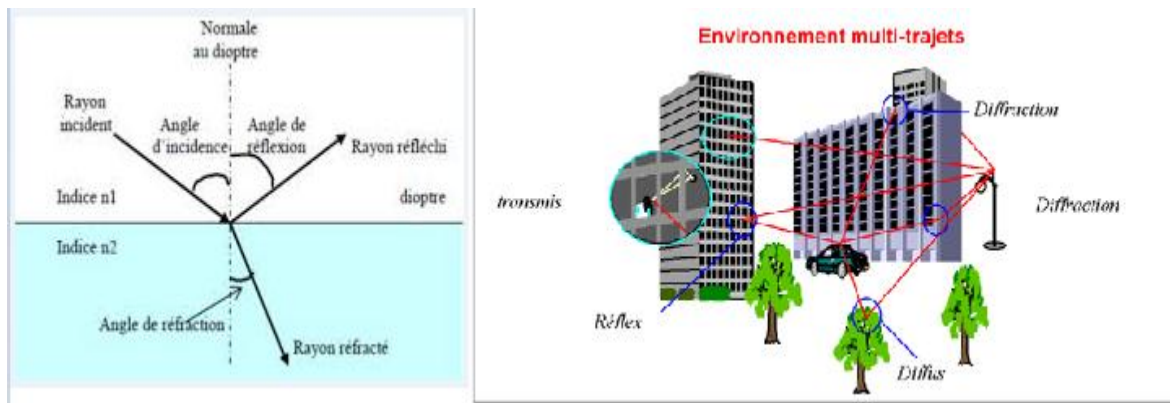 Normale
au dioptre
Rayon
incident
Angle
d'incidence
Angle de
réflexion
Rayon réfléchi
Indice n1
dioptre
Indice n2
Angle de réfraction
Rayon réfracté
Environnement multi-trajets
Diffraction
tronsmis
Diffraction
Réflex
Diffus